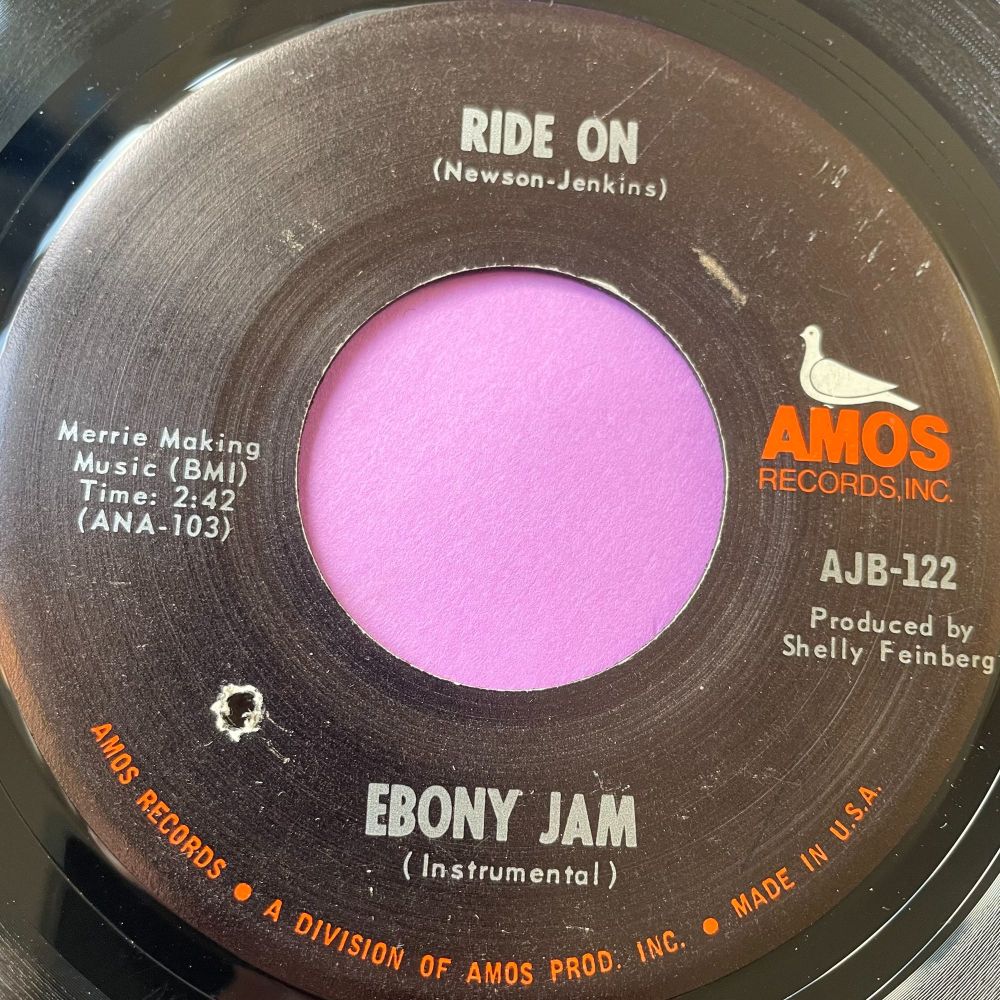 RIDE ON
(Newson-Jenkins)
Merrie Making
Music (BMI)
Time: 2:42
(ANA-103)
AMOS
RECORDS, INC.
AJB-122
Produced by
Shelly Feinberg
EBONY JAM
(Instrumental)
AMOS RECORDS • A DIVISION OF AMOS PROD. INC. • MADE IN U.S.A.